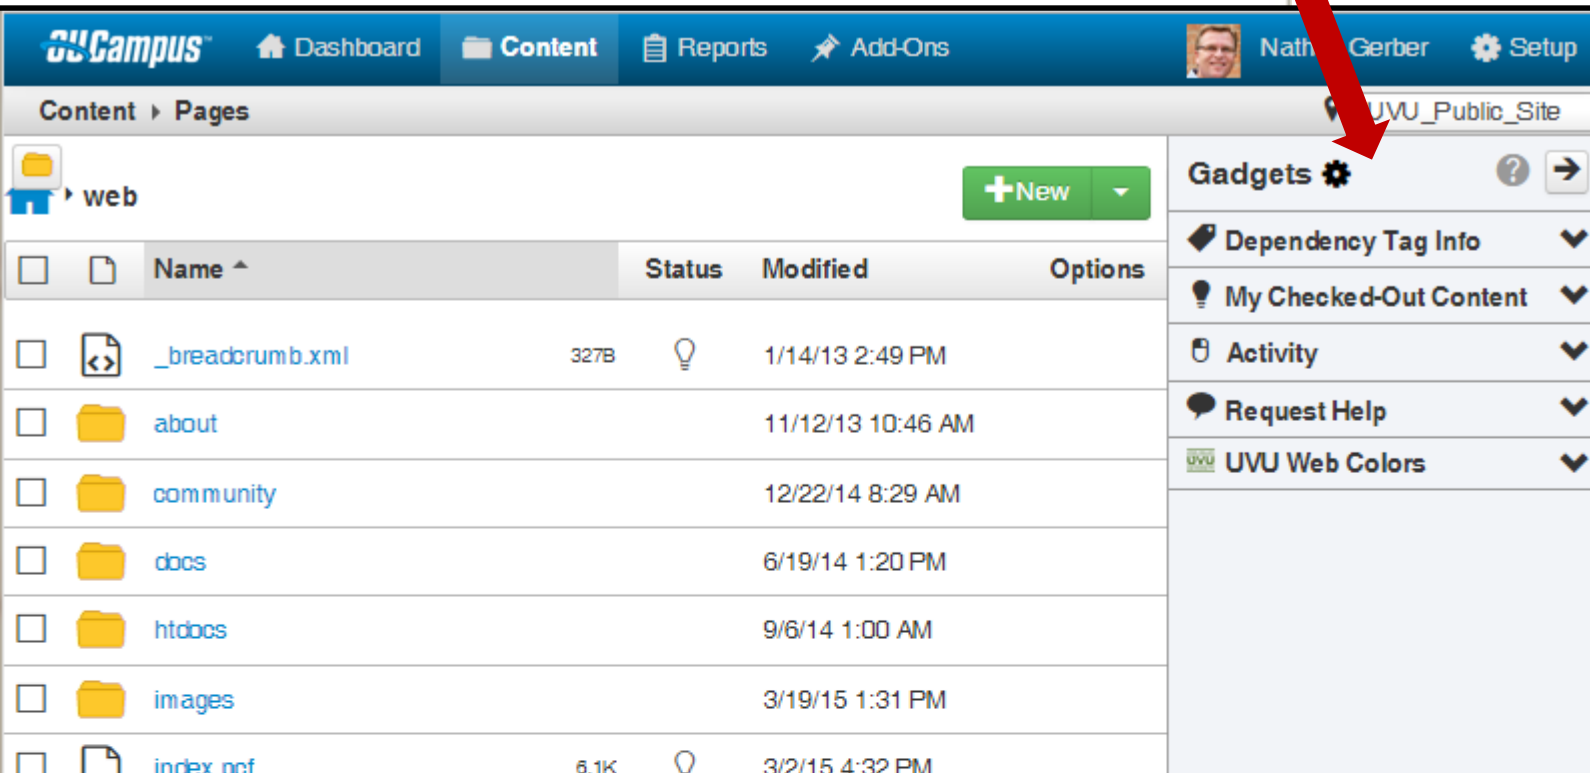 OU Campus Dashboard Content Reports Add-Ons Gerber Setup
Content Pages UVU_Public_Site
web New
Gadgets
Name Status Modified Options
Dependency Tag Info
My Checked-Out Content
Activity
Request Help
UVU UVU Web Colors
_breadcrumb.xml 327B 1/14/13 2:49 PM
about 11/12/13 10:46 AM
community 12/22/14 8:29 AM
docs 6/19/14 1:20 PM
htdocs 9/6/14 1:00 AM
images 3/19/15 1:31 PM
index.pcf 6.1K 3/2/15 4:32 PM